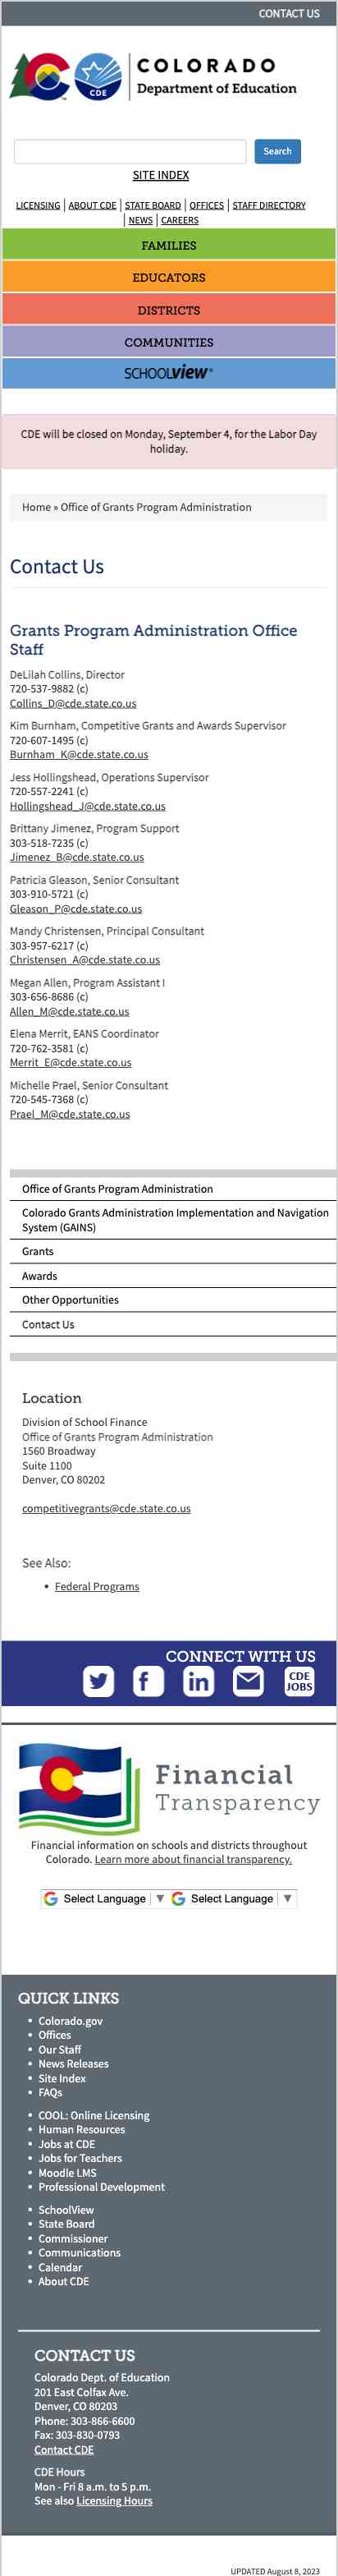 CONTACT US
COLORADO
Department of Education
CDE
Search
SITE INDEX
LICENSING | ABOUT CDE | STATE BOARD | OFFICES | STAFF DIRECTORY
| NEWS | CAREERS
FAMILIES
EDUCATORS
DISTRICTS
COMMUNITIES
SCHOOLVIEW®
CDE will be closed on Monday, September 4, for the Labor Day
holiday.
Home » Office of Grants Program Administration
Contact Us
Grants Program Administration Office
Staff
DeLilah Collins, Director
720-537-9882 (c)
Collins_D@cde.state.co.us
Kim Burnham, Competitive Grants and Awards Supervisor
720-607-1495 (c)
Burnham_K@cde.state.co.us
Jess Hollingshead, Operations Supervisor
720-557-2241 (c)
Hollingshead_J@cde.state.co.us
Brittany Jimenez, Program Support
303-518-7235 (c)
Jimenez_B@cde.state.co.us
Patricia Gleason, Senior Consultant
303-910-5721 (c)
Gleason_P@cde.state.co.us
Mandy Christensen, Principal Consultant
303-957-6217 (c)
Christensen_A@cde.state.co.us
Megan Allen, Program Assistant I
303-656-8686 (c)
Allen_M@cde.state.co.us
Elena Merrit, EANS Coordinator
720-762-3581 (c)
Merrit_E@cde.state.co.us
Michelle Prael, Senior Consultant
720-545-7368 (c)
Prael_M@cde.state.co.us
Office of Grants Program Administration
Colorado Grants Administration Implementation and Navigation
System (GAINS)
Grants
Awards
Other Opportunities
Contact Us
Location
Division of School Finance
Office of Grants Program Administration
1560 Broadway
Suite 1100
Denver, CO 80202
competitivegrants@cde.state.co.us
See Also:
• Federal Programs
CONNECT WITH US
CDE
JOBS
Financial
Transparency
Financial information on schools and districts throughout
Colorado. Learn more about financial transparency.
Select Language | ▼ Select Language | ▼
QUICK LINKS
• Colorado.gov
• Offices
• Our Staff
• News Releases
• Site Index
• FAQs
• COOL: Online Licensing
• Human Resources
• Jobs at CDE
• Jobs for Teachers
• Moodle LMS
• Professional Development
• SchoolView
• State Board
• Commissioner
• Communications
• Calendar
• About CDE
CONTACT US
Colorado Dept. of Education
201 East Colfax Ave.
Denver, CO 80203
Phone: 303-866-6600
Fax: 303-830-0793
Contact CDE
CDE Hours
Mon - Fri 8 a.m. to 5 p.m.
See also Licensing Hours
UPDATED August 8, 2023